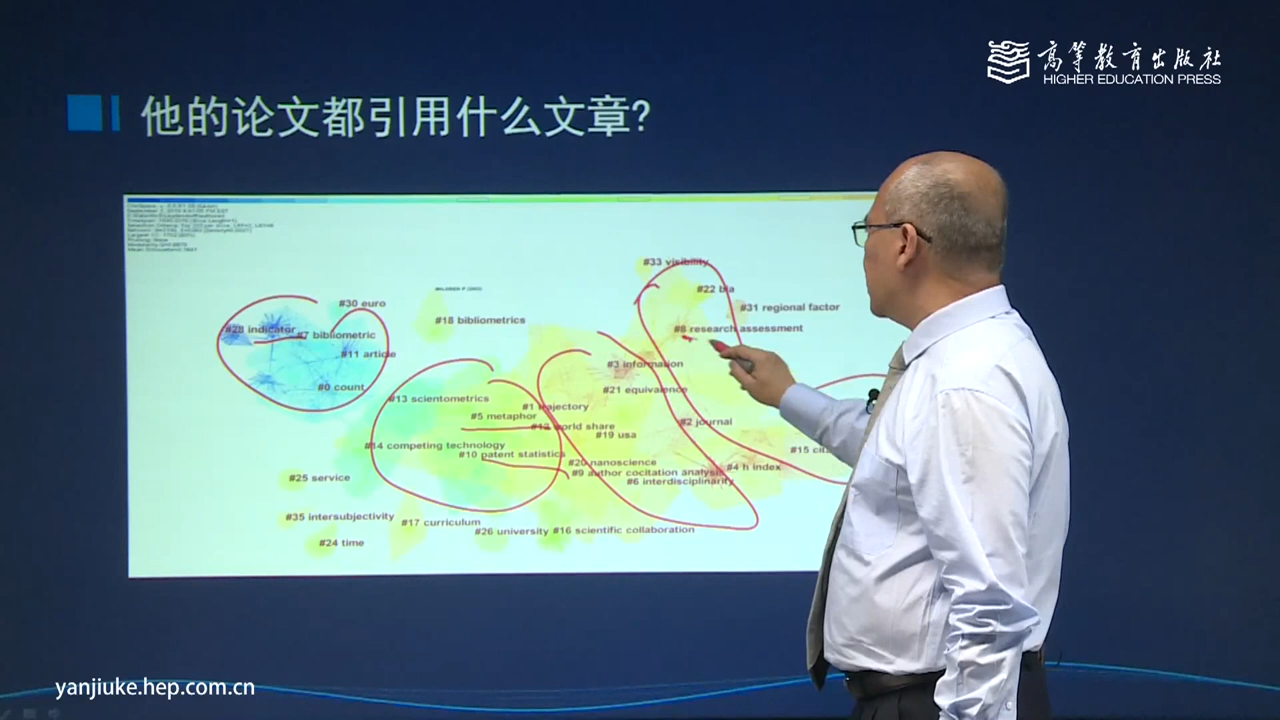 高等教育出版社
HIGHER EDUCATION PRESS
他的论文都引用什么文章?
#33 visibility
#22 bia
#30 euro
#31 regional factor
#18 bibliometrics
#28 indicator
#7 bibliometric
#8 research assessment
#11 article
#3 information
#0 count
#21 equivalence
#13 scientometrics
#1 trajectory
#5 metaphor
#2 journal
#12 world share
#19 usa
#14 competing technology
#10 patent statistics
#15
#20 nanoscience
#4 h index
#9 author cocitation analysis
#25 service
#6 interdisciplinarity
#35 intersubjectivity
#17 curriculum
#26 university
#16 scientific collaboration
#24 time
yanjiuke.hep.com.cn